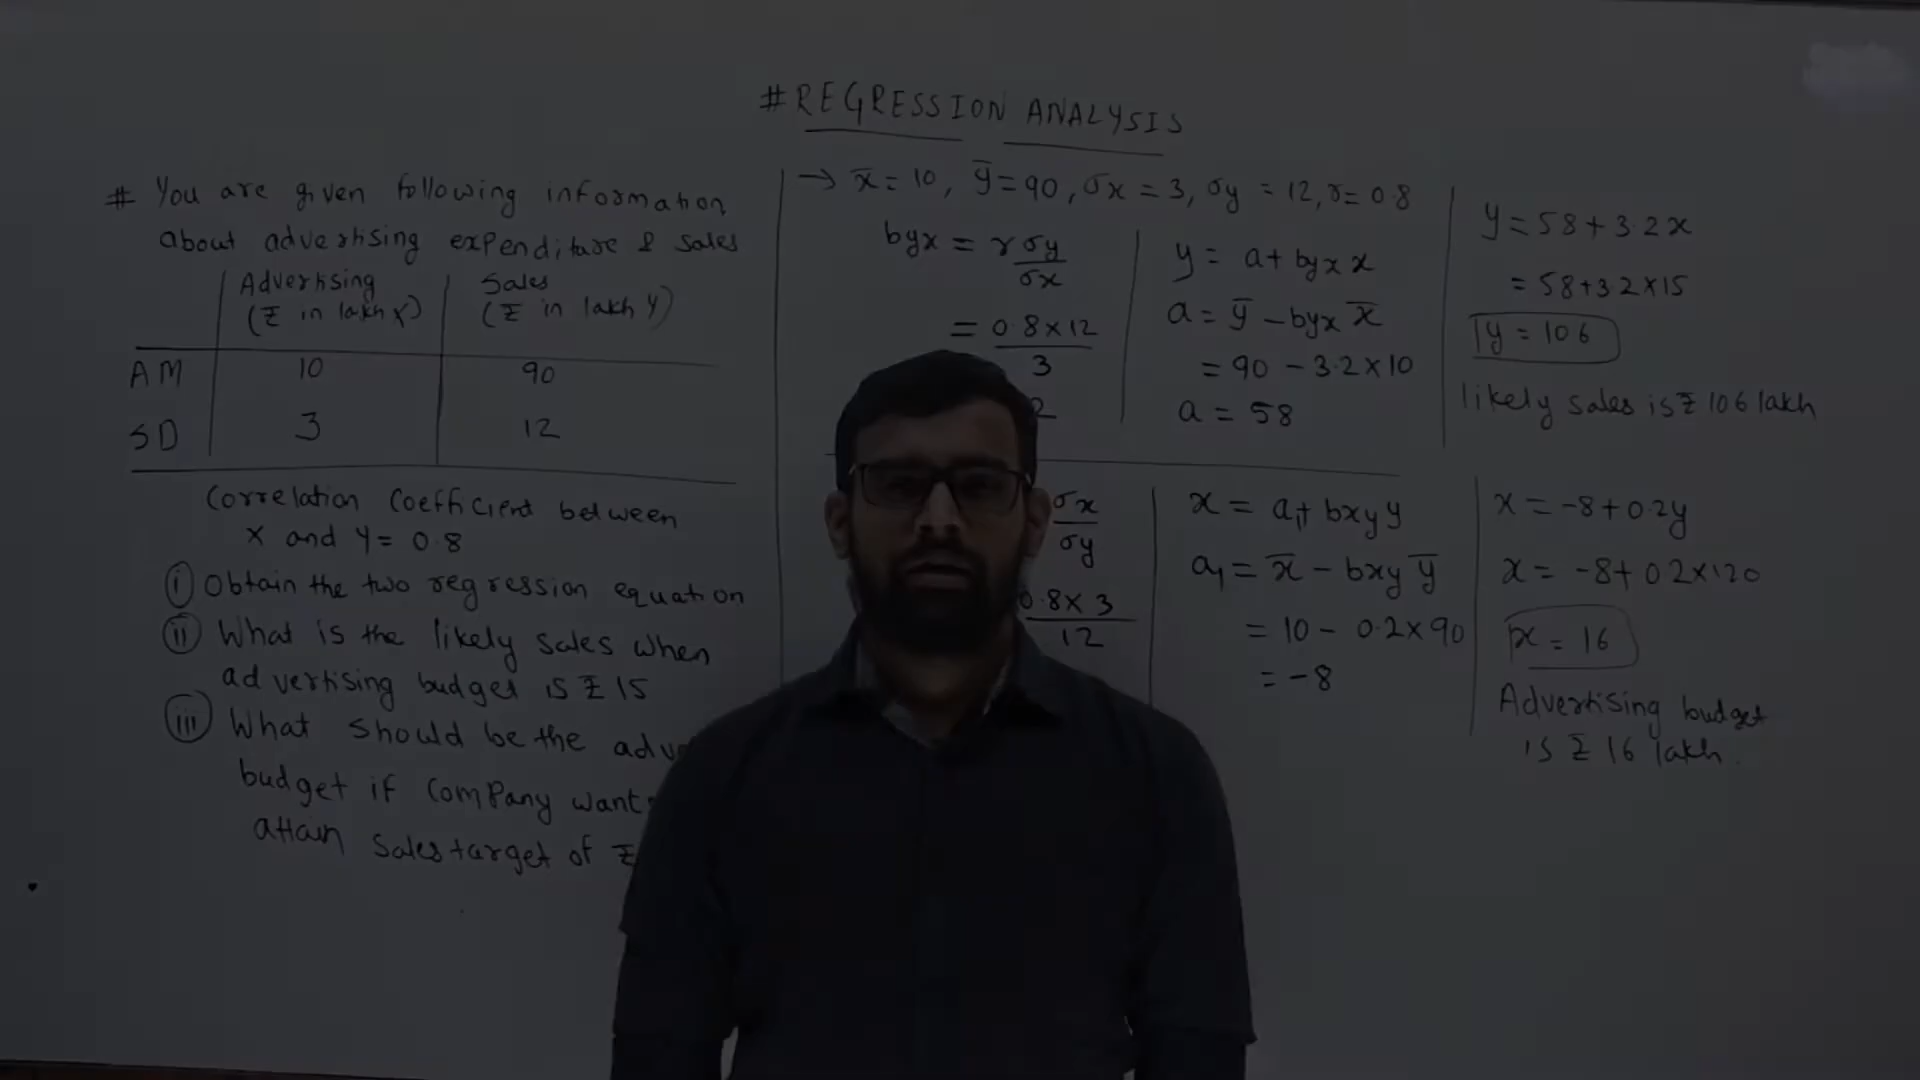 # REGRESSION ANALYSIS
# You are given following information
about advertising expenditure & sales
Advertising Sales
(₹ in lakh X) (₹ in lakh Y)
AM 10 90
SD 3 12
Correlation Coefficient between
X and Y = 0.8
(i) Obtain the two regression equation
(ii) What is the likely sales when
advertising budget is ₹ 15
(iii) What should be the
budget if company
attain sales target of ₹
→ x̄ = 10, ȳ = 90, σx = 3, σy = 12, r = 0.8
byx = r σy/σx
= 0.8 × 12/3
2
y = a + byx x
a = ȳ - byx x̄
= 90 - 3.2 × 10
a = 58
y = 58 + 3.2 x
= 58 + 3.2 × 15
y = 106
likely sales is ₹ 106 lakh
σx/σy
0.8 × 3/12
x = a₁ + bxy y
a₁ = x̄ - bxy ȳ
= 10 - 0.2 × 90
= -8
x = -8 + 0.2y
x = -8 + 0.2 × 120
x = 16
Advertising budget
is ₹ 16 lakh.